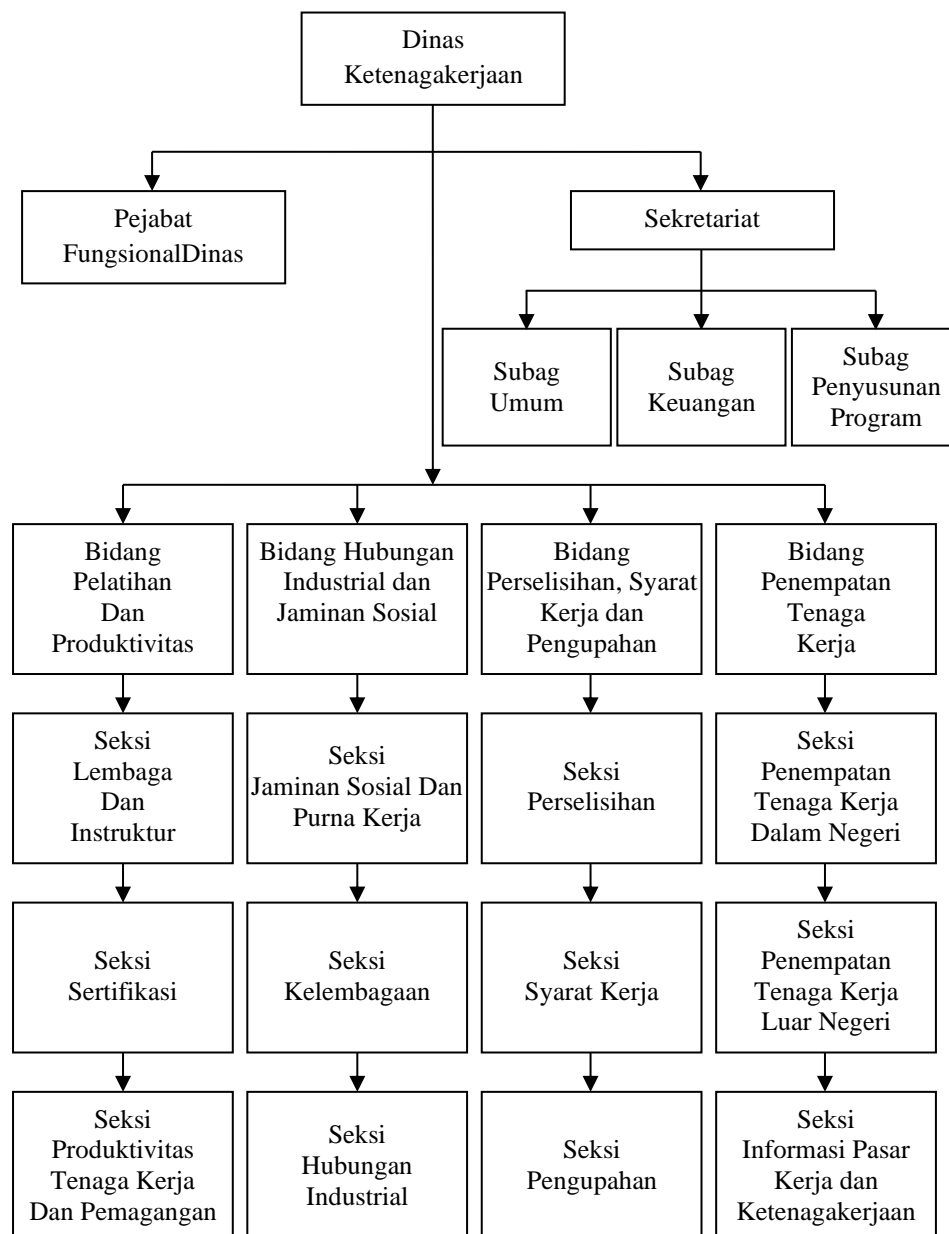 Dinas
Ketenagakerjaan
Pejabat
FungsionalDinas
Sekretariat
Subag
Umum
Subag
Keuangan
Subag
Penyusunan
Program
Bidang
Pelatihan
Dan
Produktivitas
Bidang Hubungan
Industrial dan
Jaminan Sosial
Bidang
Perselisihan, Syarat
Kerja dan
Pengupahan
Bidang
Penempatan
Tenaga
Kerja
Seksi
Lembaga
Dan
Instruktur
Seksi
Jaminan Sosial Dan
Purna Kerja
Seksi
Perselisihan
Seksi
Penempatan
Tenaga Kerja
Dalam Negeri
Seksi
Sertifikasi
Seksi
Kelembagaan
Seksi
Syarat Kerja
Seksi
Penempatan
Tenaga Kerja
Luar Negeri
Seksi
Produktivitas
Tenaga Kerja
Dan Pemagangan
Seksi
Hubungan
Industrial
Seksi
Pengupahan
Seksi
Informasi Pasar
Kerja dan
Ketenagakerjaan